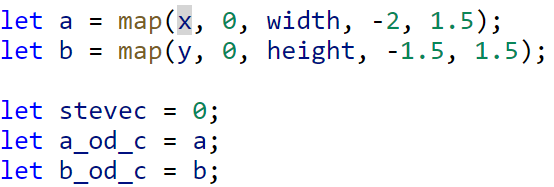 let a = map(x, 0, width, -2, 1.5);
let b = map(y, 0, height, -1.5, 1.5);
let stevec = 0;
let a_od_c = a;
let b_od_c = b;